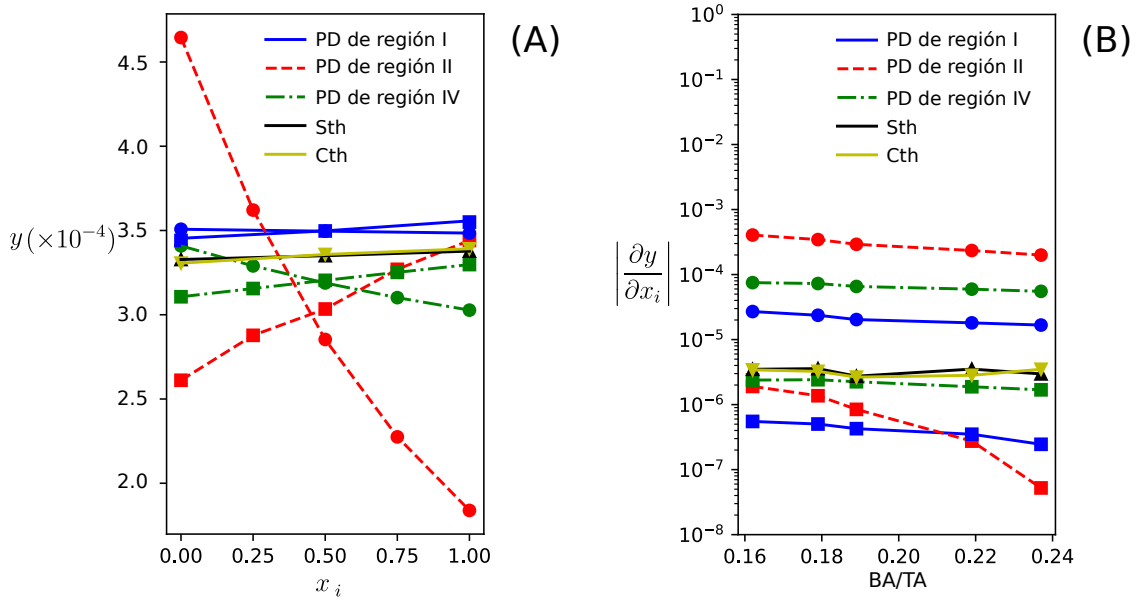 (A)
PD de región I
PD de región II
PD de región IV
Sth
Cth
4.5
4.0
3.5
3.0
2.5
2.0
y(×10⁻⁴)
0.00 0.25 0.50 0.75 1.00
x i
(B)
PD de región I
PD de región II
PD de región IV
Sth
Cth
10⁰
10⁻¹
10⁻²
10⁻³
10⁻⁴
10⁻⁵
10⁻⁶
10⁻⁷
10⁻⁸
|∂y/∂xᵢ|
0.16 0.18 0.20 0.22 0.24
BA/TA